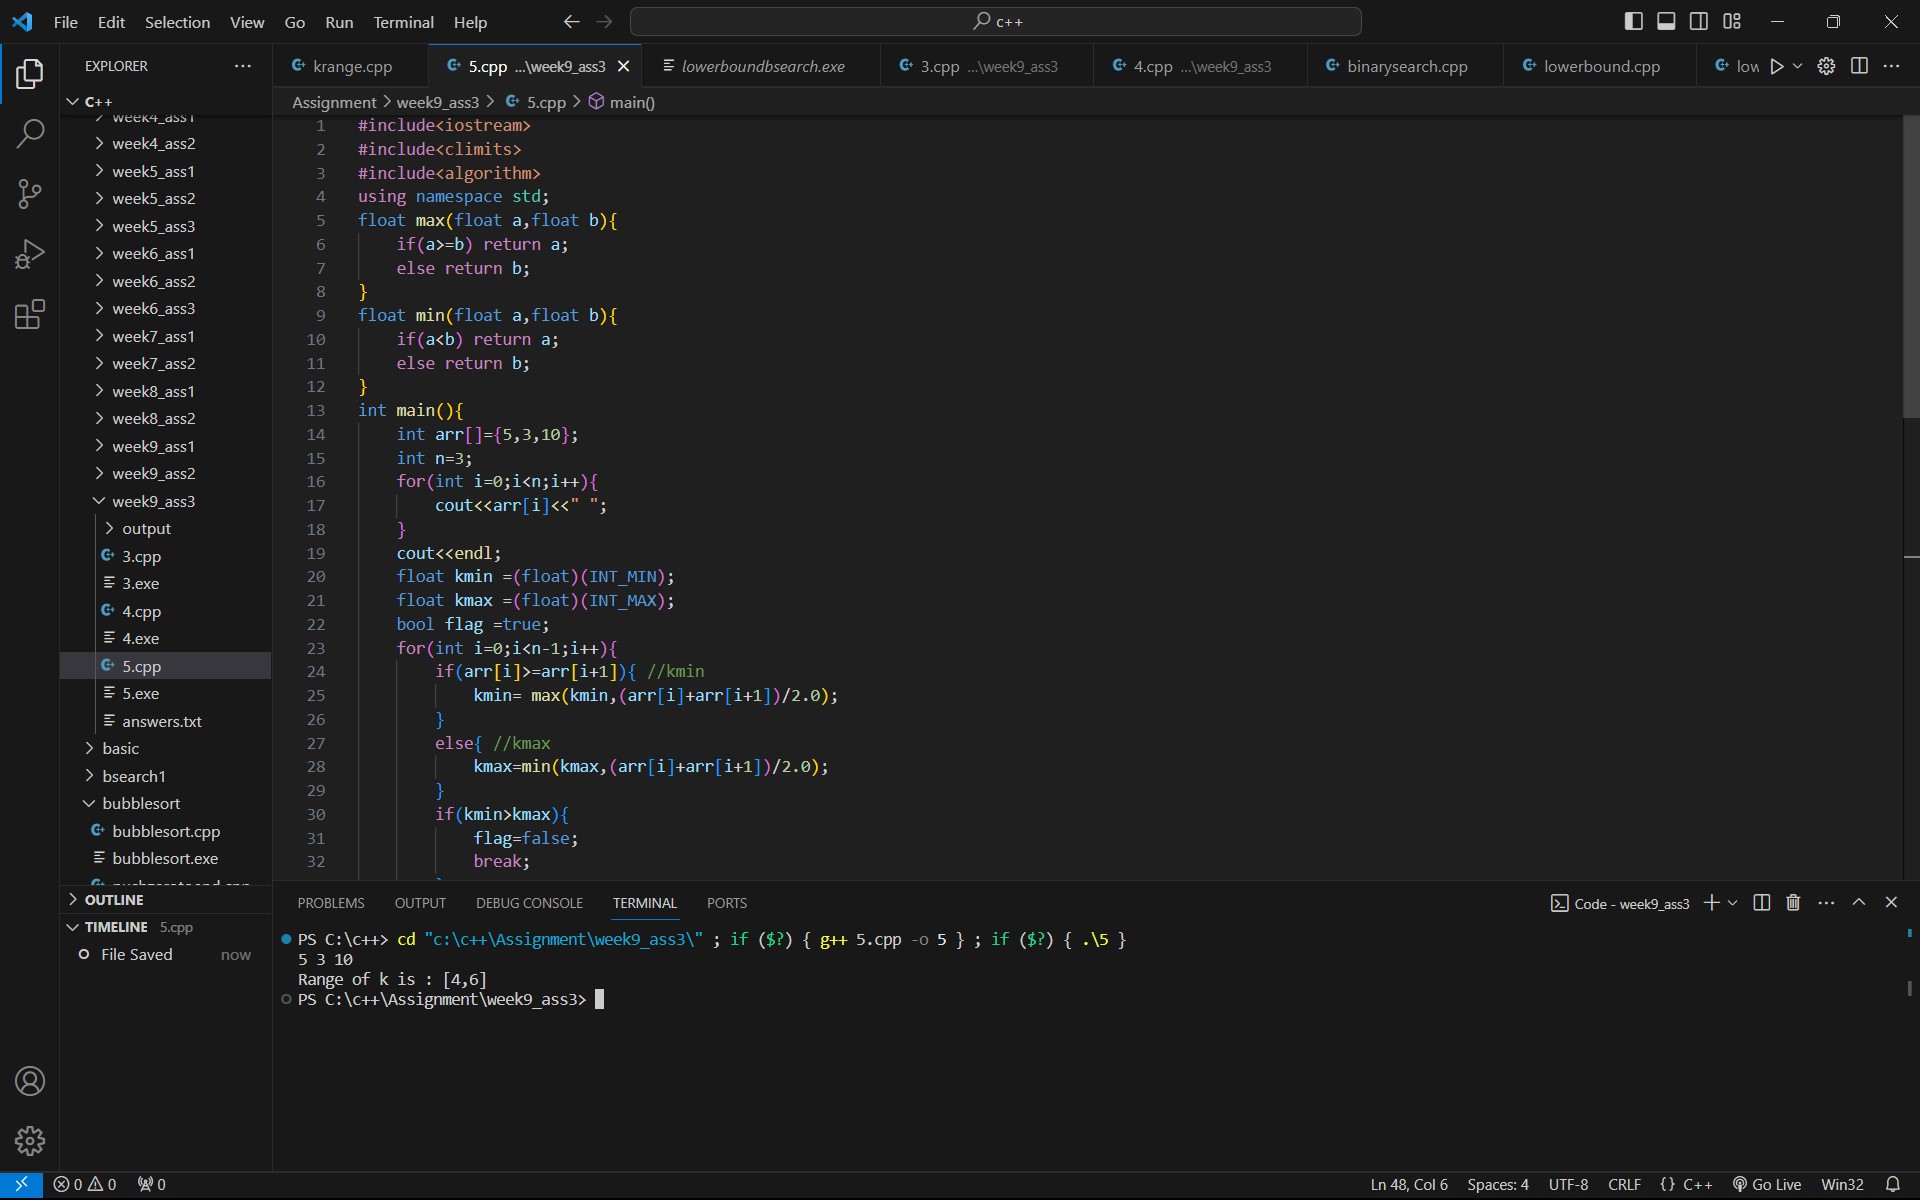 File Edit Selection View Go Run Terminal Help
c++
EXPLORER
krange.cpp
5.cpp ...\week9_ass3
lowerboundbsearch.exe
3.cpp ...\week9_ass3
4.cpp ...\week9_ass3
binarysearch.cpp
lowerbound.cpp
low
C++
week4_ass1
week4_ass2
week5_ass1
week5_ass2
week5_ass3
week6_ass1
week6_ass2
week6_ass3
week7_ass1
week7_ass2
week8_ass1
week8_ass2
week9_ass1
week9_ass2
week9_ass3
output
3.cpp
3.exe
4.cpp
4.exe
5.cpp
5.exe
answers.txt
basic
bsearch1
bubblesort
bubblesort.cpp
bubblesort.exe
OUTLINE
TIMELINE 5.cpp
File Saved now
Assignment > week9_ass3 > 5.cpp > main()
1 #include<iostream>
2 #include<climits>
3 #include<algorithm>
4 using namespace std;
5 float max(float a,float b){
6 if(a>=b) return a;
7 else return b;
8 }
9 float min(float a,float b){
10 if(a<b) return a;
11 else return b;
12 }
13 int main(){
14 int arr[]={5,3,10};
15 int n=3;
16 for(int i=0;i<n;i++){
17 cout<<arr[i]<<" ";
18 }
19 cout<<endl;
20 float kmin =(float)(INT_MIN);
21 float kmax =(float)(INT_MAX);
22 bool flag =true;
23 for(int i=0;i<n-1;i++){
24 if(arr[i]>=arr[i+1]){ //kmin
25 kmin= max(kmin,(arr[i]+arr[i+1])/2.0);
26 }
27 else{ //kmax
28 kmax=min(kmax,(arr[i]+arr[i+1])/2.0);
29 }
30 if(kmin>kmax){
31 flag=false;
32 break;
PROBLEMS OUTPUT DEBUG CONSOLE TERMINAL PORTS
Code - week9_ass3
PS C:\c++> cd "c:\c++\Assignment\week9_ass3\" ; if ($?) { g++ 5.cpp -o 5 } ; if ($?) { .\5 }
5 3 10
Range of k is : [4,6]
PS C:\c++\Assignment\week9_ass3>
0 0 0
Ln 48, Col 6 Spaces: 4 UTF-8 CRLF {} C++ Go Live Win32